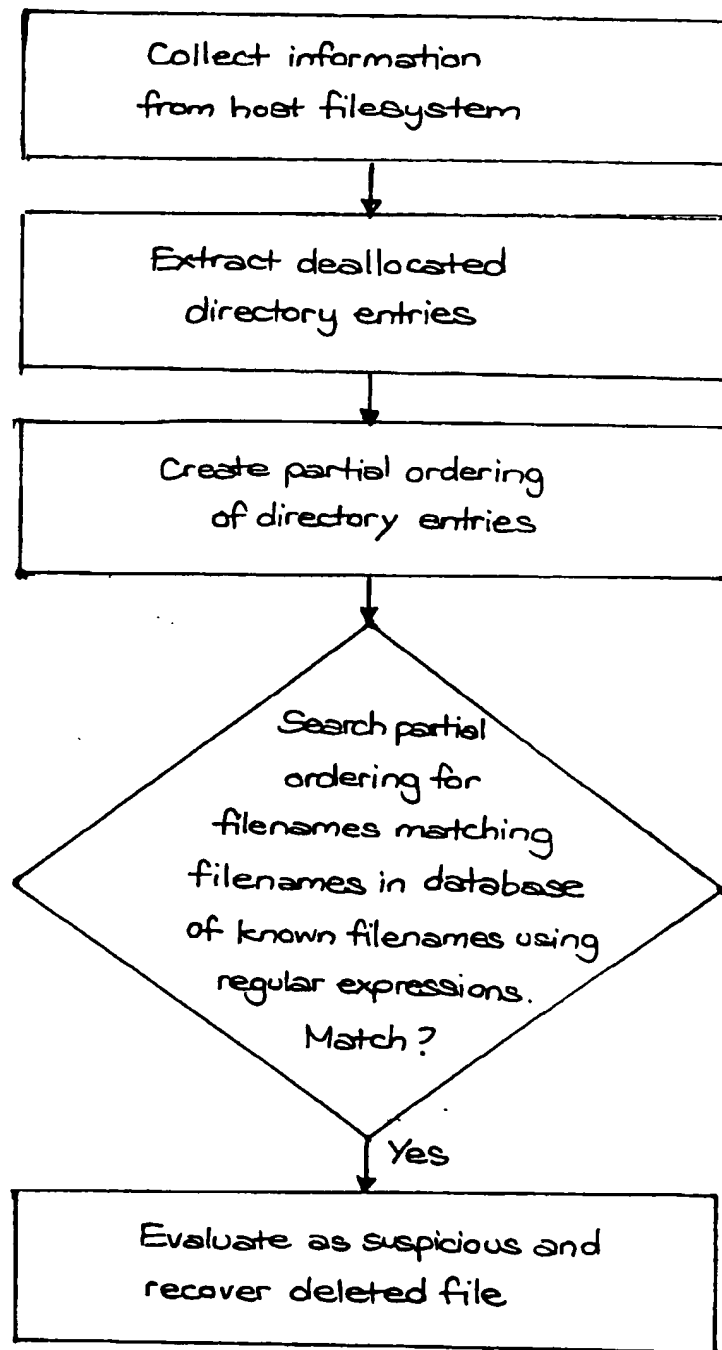 Collect information
from host filesystem
Extract deallocated
directory entries
Create partial ordering
of directory entries
Search partial
ordering for
filenames matching
filenames in database
of known filenames using
regular expressions.
Match?
Yes
Evaluate as suspicious and
recover deleted file